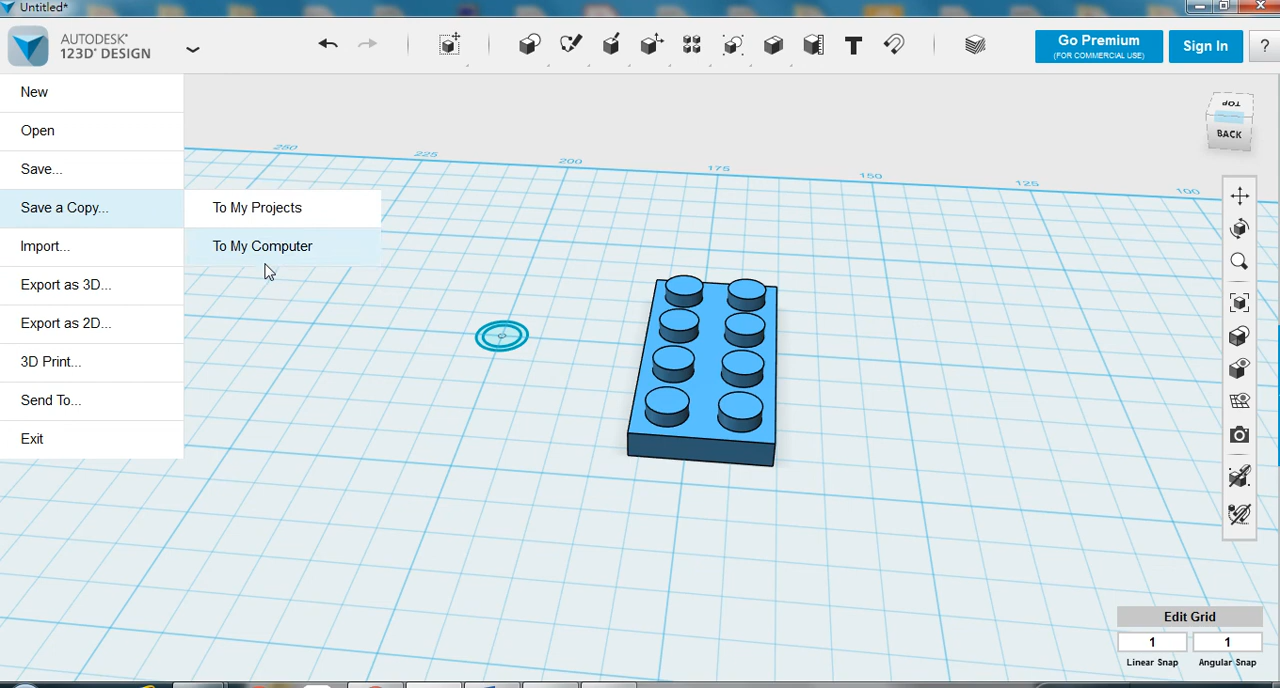 Untitled*
AUTODESK®
123D® DESIGN
Go Premium
(FOR COMMERCIAL USE)
Sign In
?
New
Open
Save...
Save a Copy...
To My Projects
Import...
To My Computer
Export as 3D...
Export as 2D...
3D Print...
Send To...
Exit
250
225
200
175
150
125
100
TOP
BACK
T
Edit Grid
1
1
Linear Snap
Angular Snap